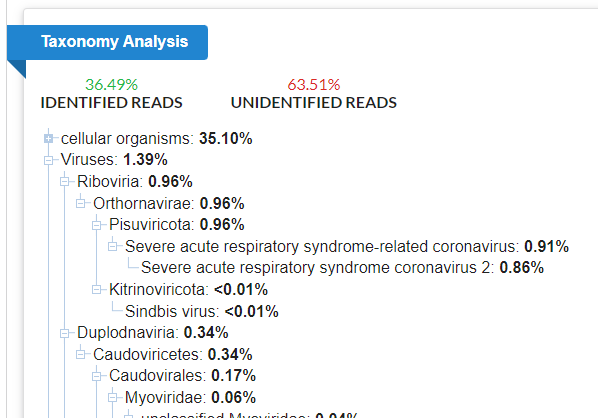 Taxonomy Analysis
36.49% 63.51%
IDENTIFIED READS UNIDENTIFIED READS
cellular organisms: 35.10%
Viruses: 1.39%
Riboviria: 0.96%
Orthornavirae: 0.96%
Pisuviricota: 0.96%
Severe acute respiratory syndrome-related coronavirus: 0.91%
Severe acute respiratory syndrome coronavirus 2: 0.86%
Kitrinoviricota: <0.01%
Sindbis virus: <0.01%
Duplodnaviria: 0.34%
Caudoviricetes: 0.34%
Caudovirales: 0.17%
Myoviridae: 0.06%
unclassified Myoviridae: 0.04%